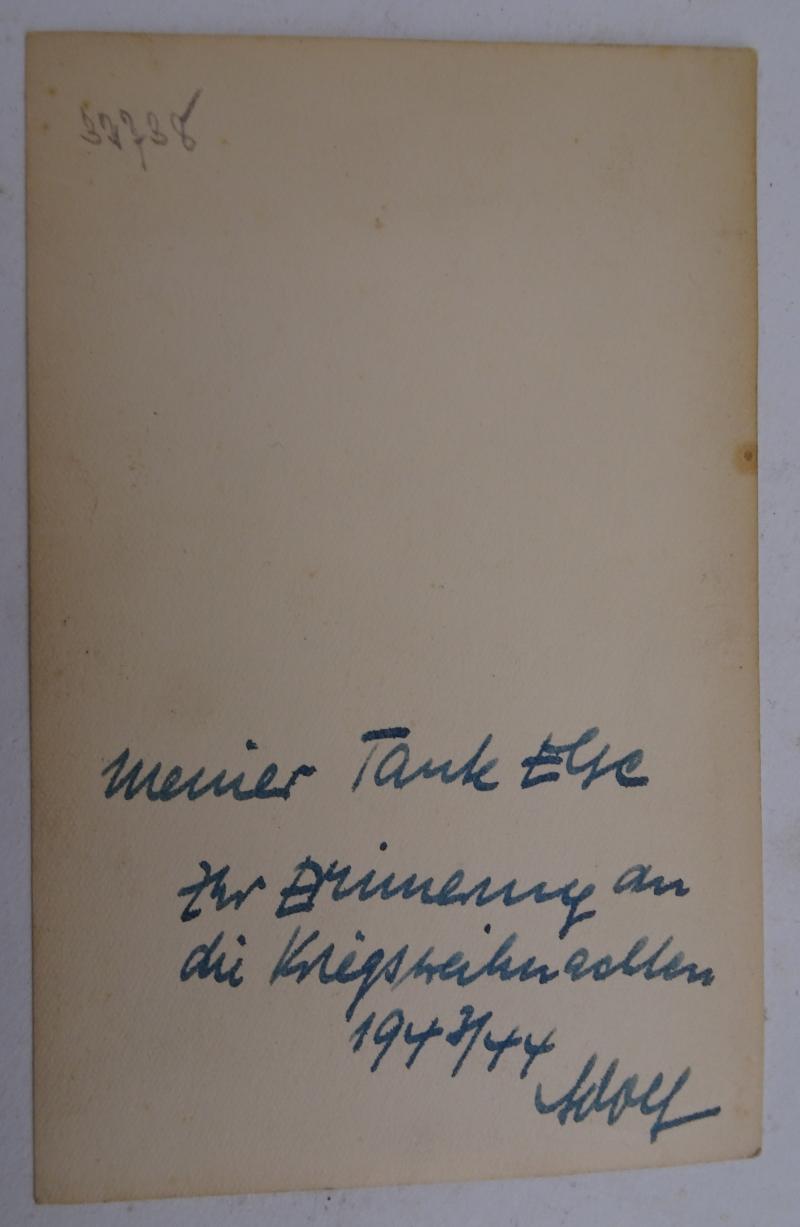 32738
meiner Tante Else
Zur Erinnerung an
die Kriegsweihnachten
1943/44
Adolf